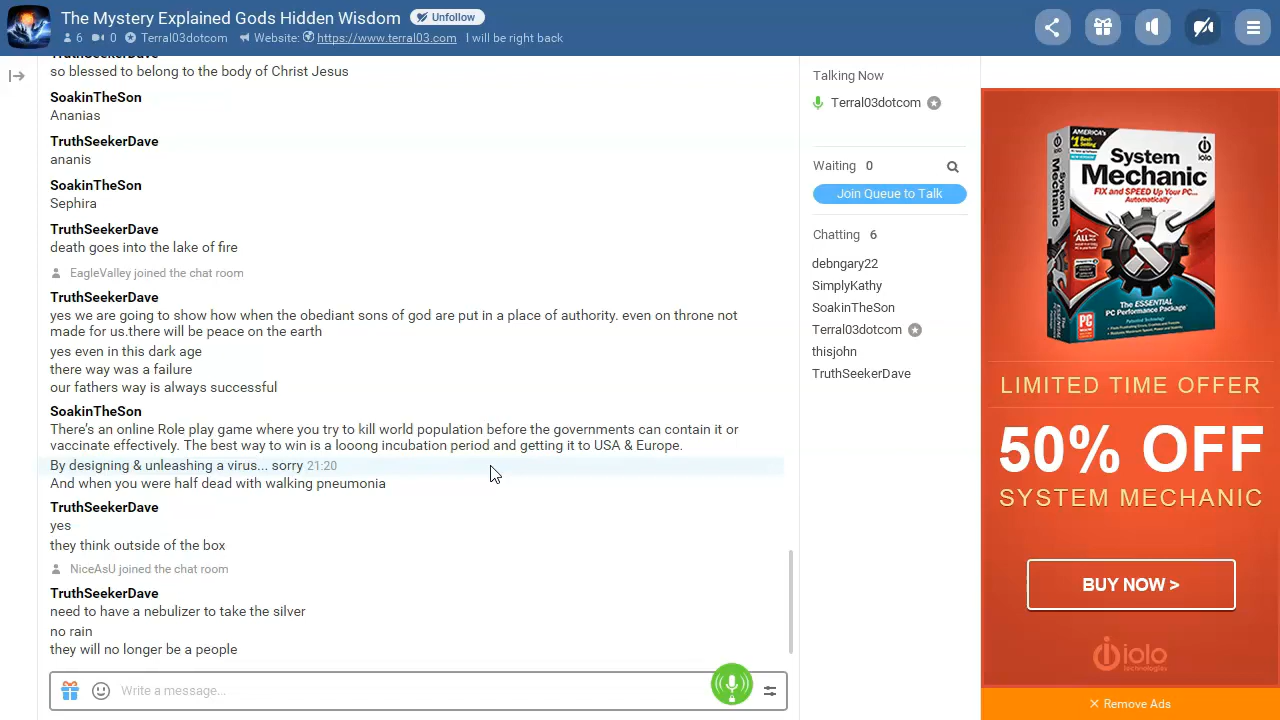 The Mystery Explained Gods Hidden Wisdom
Unfollow
6 0 Terral03dotcom Website: https://www.terral03.com I will be right back
so blessed to belong to the body of Christ Jesus
SoakinTheSon
Ananias
TruthSeekerDave
ananis
SoakinTheSon
Sephira
TruthSeekerDave
death goes into the lake of fire
EagleValley joined the chat room
TruthSeekerDave
yes we are going to show how when the obediant sons of god are put in a place of authority. even on throne not
made for us.there will be peace on the earth
yes even in this dark age
there way was a failure
our fathers way is always successful
SoakinTheSon
There's an online Role play game where you try to kill world population before the governments can contain it or
vaccinate effectively. The best way to win is a looong incubation period and getting it to USA & Europe.
By designing & unleashing a virus... sorry 21:20
And when you were half dead with walking pneumonia
TruthSeekerDave
yes
they think outside of the box
NiceAsU joined the chat room
TruthSeekerDave
need to have a nebulizer to take the silver
no rain
they will no longer be a people
Write a message...
Talking Now
Terral03dotcom
Waiting 0
Join Queue to Talk
Chatting 6
debngary22
SimplyKathy
SoakinTheSon
Terral03dotcom
thisjohn
TruthSeekerDave
AMERICA'S
#1 Best-
Selling
iolo
System
Mechanic
FIX and SPEED Up Your PC...
Automatically
The ESSENTIAL
PC Performance Package
LIMITED TIME OFFER
50% OFF
SYSTEM MECHANIC
BUY NOW >
iolo
technologies
Remove Ads